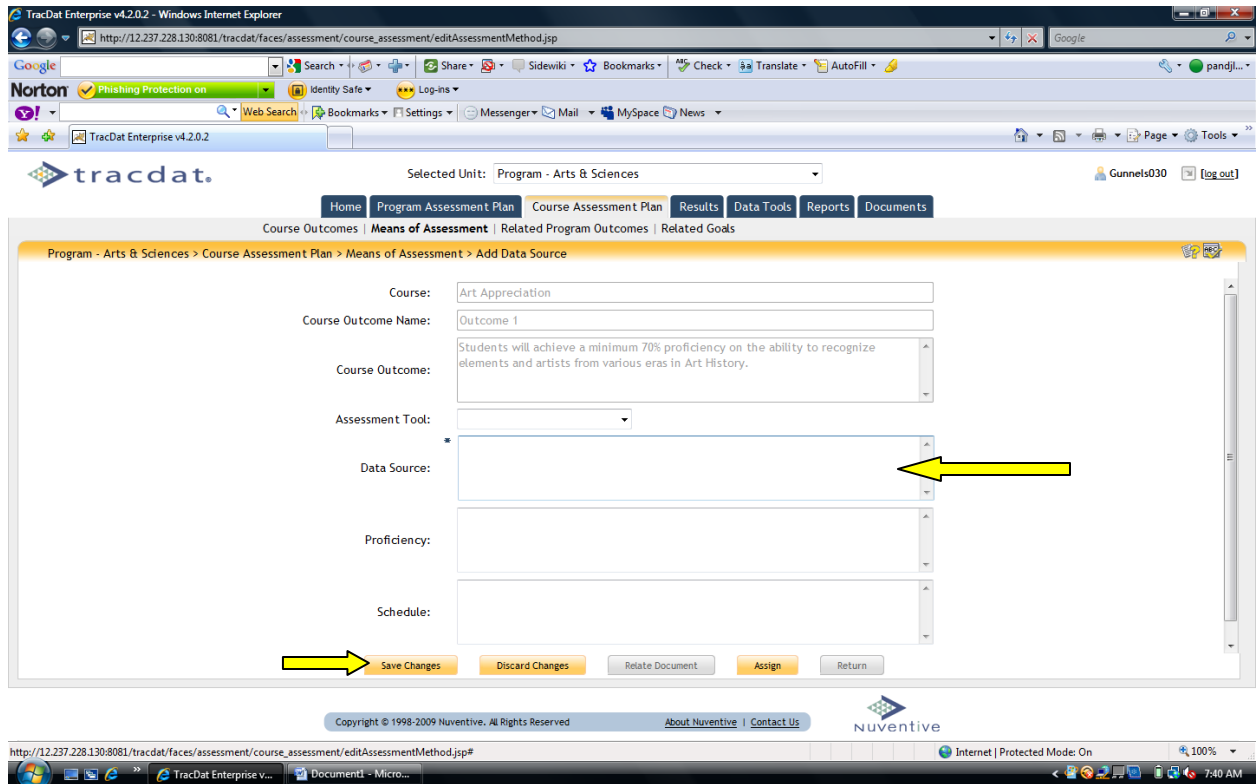 TracDat Enterprise v4.2.0.2 - Windows Internet Explorer
http://12.237.228.130:8081/tracdat/faces/assessment/course_assessment/editAssessmentMethod.jsp
Google
Google Search Share Sidewiki Bookmarks Check Translate AutoFill pandjl...
Norton Phishing Protection on Identity Safe Log-ins
Y! Web Search Bookmarks Settings Messenger Mail MySpace News
TracDat Enterprise v4.2.0.2 Page Tools
tracdat. Selected Unit: Program - Arts & Sciences Gunnels030 [log out]
Home Program Assessment Plan Course Assessment Plan Results Data Tools Reports Documents
Course Outcomes | Means of Assessment | Related Program Outcomes | Related Goals
Program - Arts & Sciences > Course Assessment Plan > Means of Assessment > Add Data Source
Course: Art Appreciation
Course Outcome Name: Outcome 1
Course Outcome: Students will achieve a minimum 70% proficiency on the ability to recognize
elements and artists from various eras in Art History.
Assessment Tool:
* Data Source:
Proficiency:
Schedule:
Save Changes Discard Changes Relate Document Assign Return
Copyright © 1998-2009 Nuventive. All Rights Reserved About Nuventive | Contact Us
nuventive
http://12.237.228.130:8081/tracdat/faces/assessment/course_assessment/editAssessmentMethod.jsp# Internet | Protected Mode: On 100%
TracDat Enterprise v... Document1 - Micro... 7:40 AM